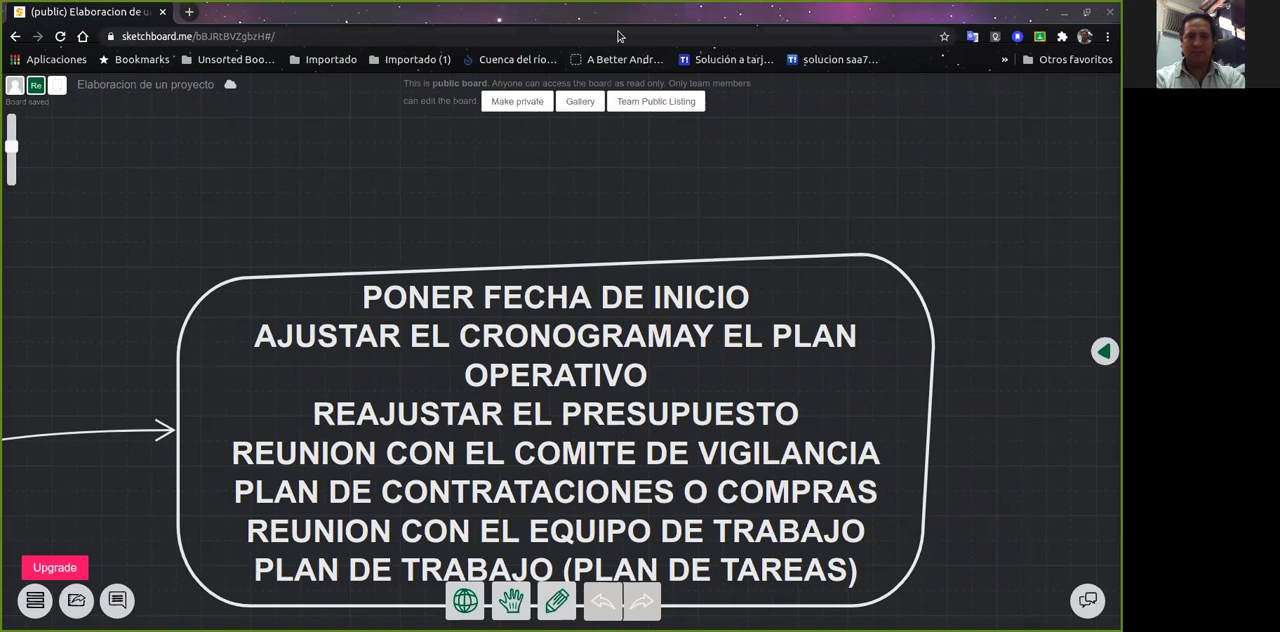 (public) Elaboracion de u
sketchboard.me/bBJRtBVZgbzH#/
Aplicaciones
Bookmarks
Unsorted Boo...
Importado
Importado (1)
Cuenca del río...
A Better Andr...
Solución a tarj...
solucion saa7...
»
Otros favoritos
Re
Elaboracion de un proyecto
Board saved
This is public board. Anyone can access the board as read only. Only team members
can edit the board.
Make private
Gallery
Team Public Listing
PONER FECHA DE INICIO
AJUSTAR EL CRONOGRAMAY EL PLAN
OPERATIVO
REAJUSTAR EL PRESUPUESTO
REUNION CON EL COMITE DE VIGILANCIA
PLAN DE CONTRATACIONES O COMPRAS
REUNION CON EL EQUIPO DE TRABAJO
PLAN DE TRABAJO (PLAN DE TAREAS)
Upgrade